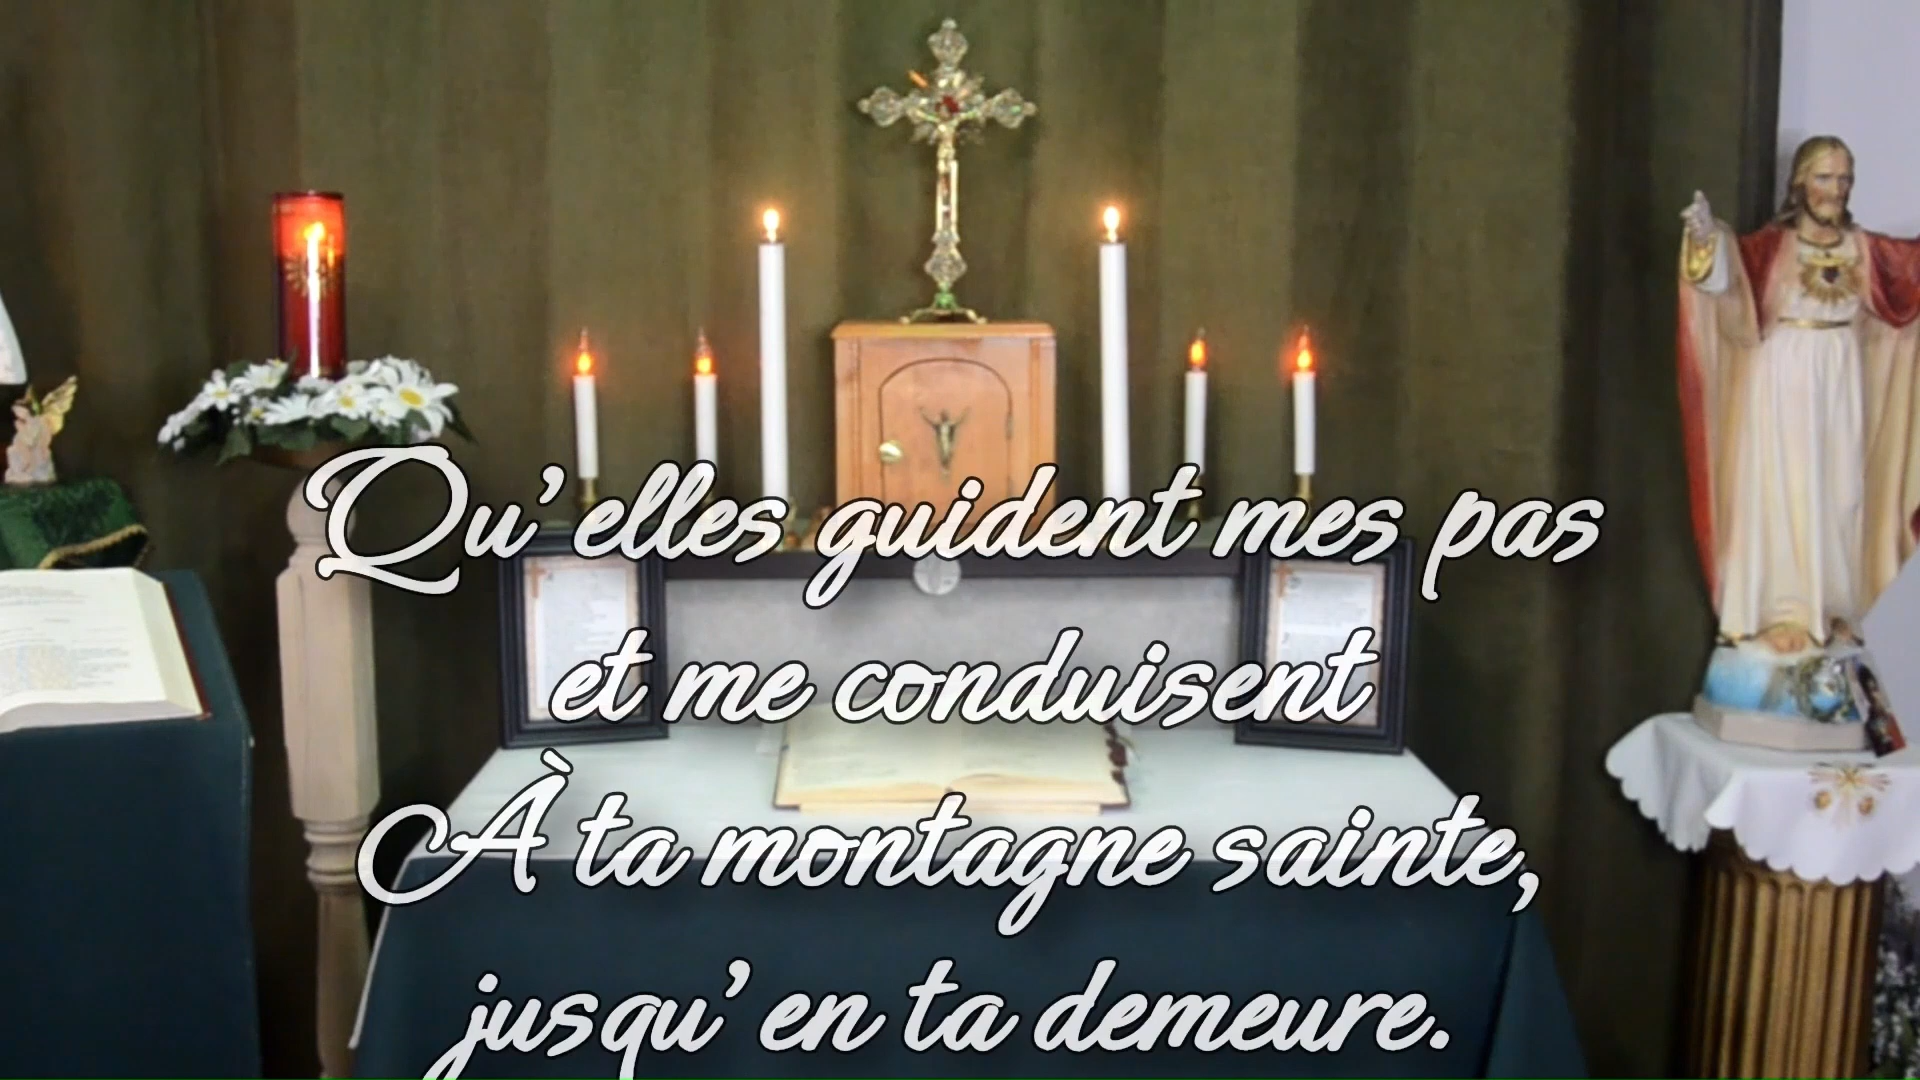 Qu'elles guident mes pas
et me conduisent
À ta montagne sainte,
jusqu'en ta demeure.